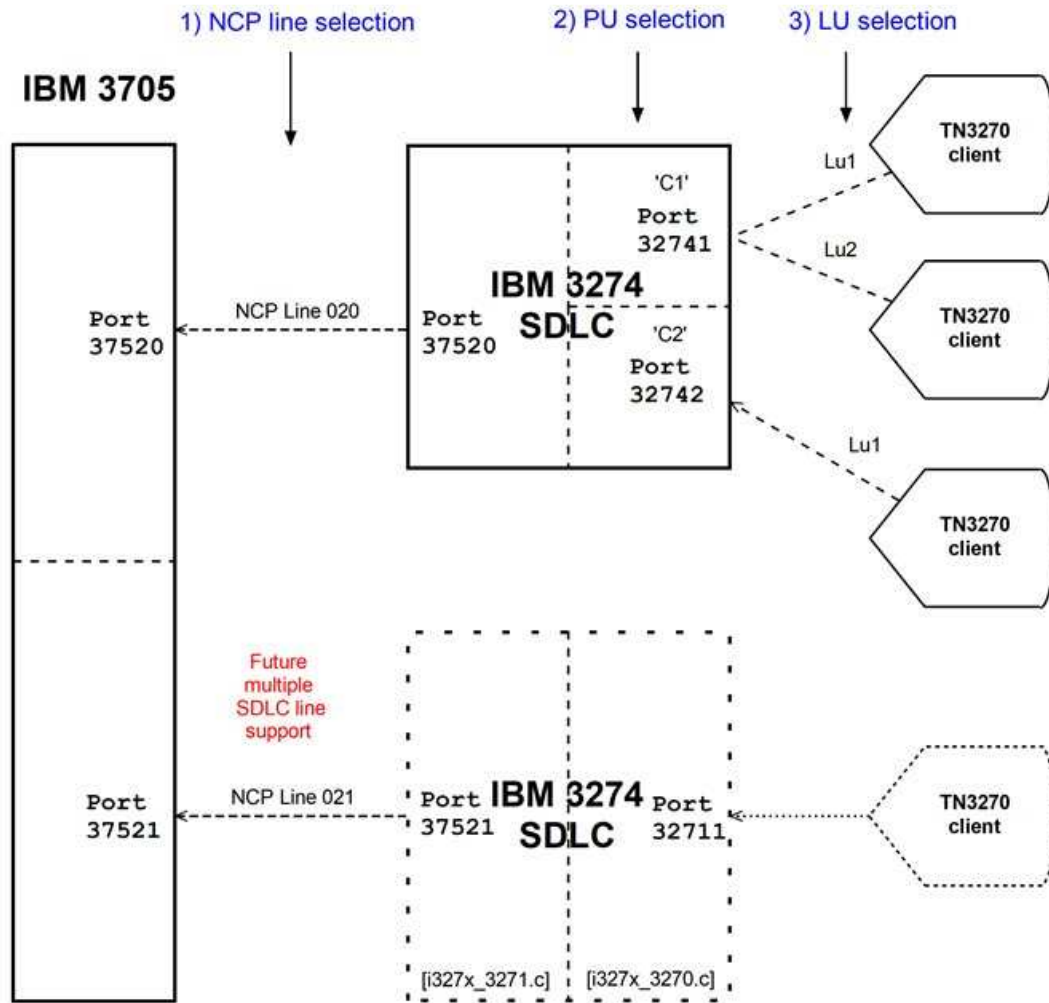 1) NCP line selection
2) PU selection
3) LU selection
IBM 3705
TN3270
client
Lu1
'C1'
Port
32741
Lu2
TN3270
client
IBM 3274
SDLC
NCP Line 020
Port
37520
Port
37520
'C2'
Port
32742
Lu1
TN3270
client
Future
multiple
SDLC line
support
NCP Line 021
Port
37521
Port
37521
IBM 3274
SDLC
Port
32711
TN3270
client
[i327x_3271.c]
[i327x_3270.c]